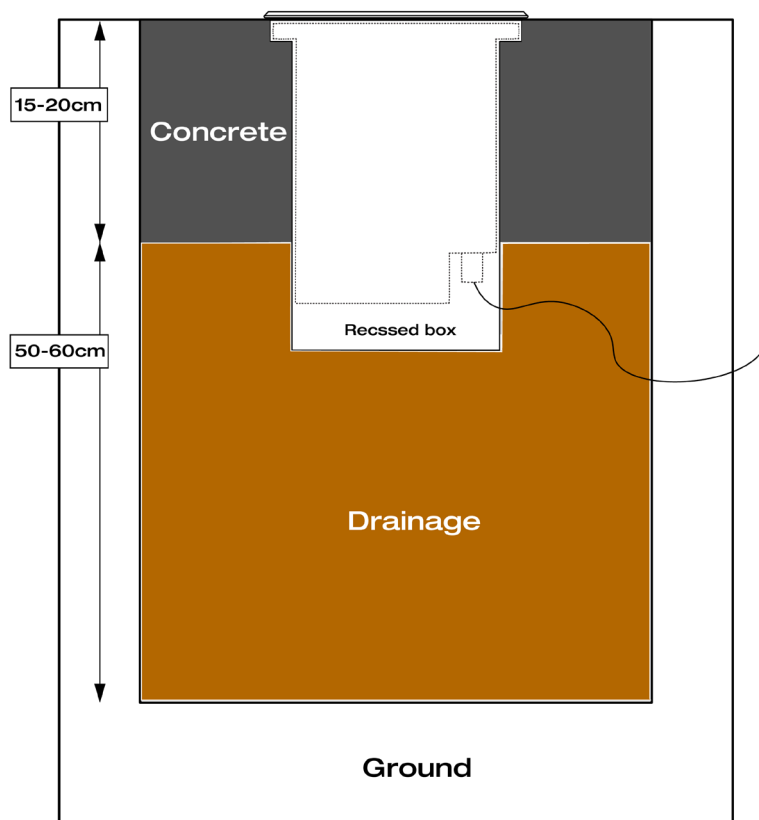 15-20cm
Concrete
Recssed box
50-60cm
Drainage
Ground